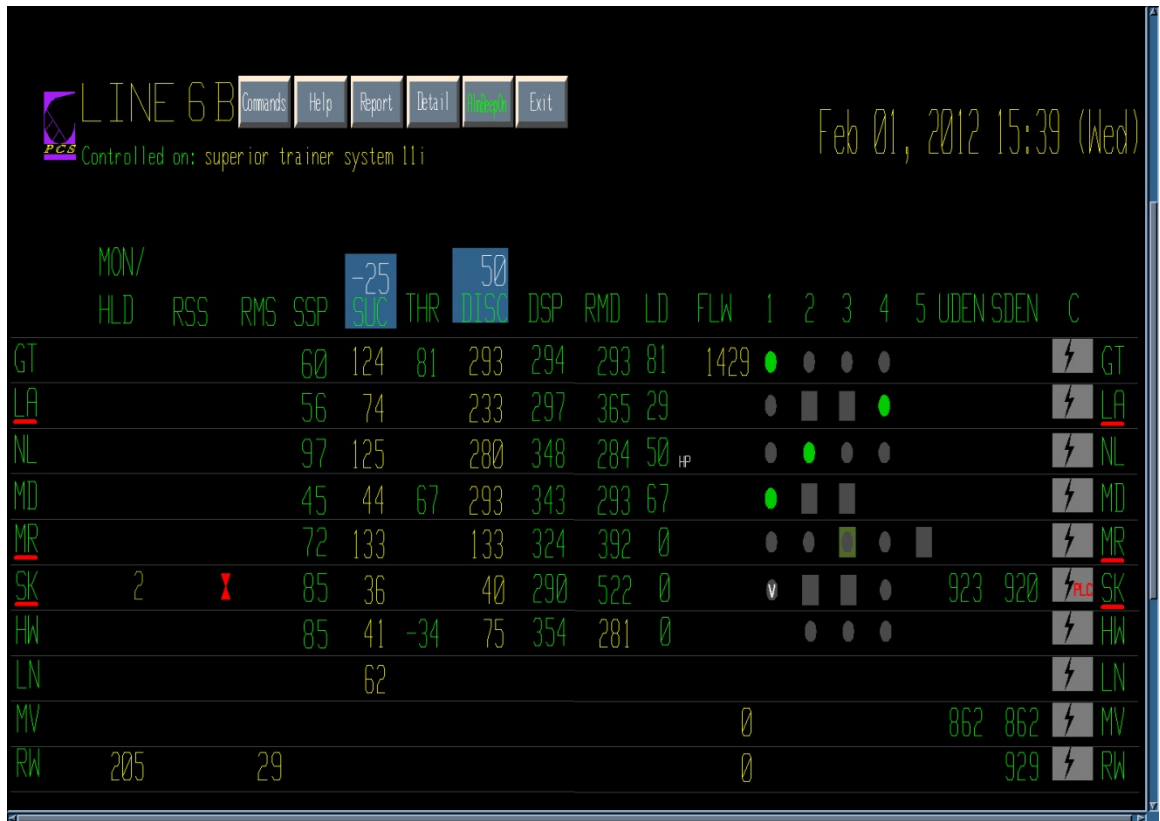 LINE 6B Commands Help Report Detail AlmBeepOn Exit
Feb 01, 2012 15:39 (Wed)
PCS Controlled on: superior trainer system 11i
MON/ -25 50
HLD RSS RMS SSP SUC THR DISC DSP RMD LD FLW 1 2 3 4 5 UDEN SDEN C
GT 60 124 81 293 294 293 81 1429 GT
LA 56 74 233 297 365 29 LA
NL 97 125 280 348 284 50 HP NL
MD 45 44 67 293 343 293 67 MD
MR 72 133 133 324 392 0 MR
SK 2 85 36 40 290 522 0 V 923 920 PLC SK
HW 85 41 -34 75 354 281 0 HW
LN 62 LN
MV 0 862 862 MV
RW 205 29 0 929 RW